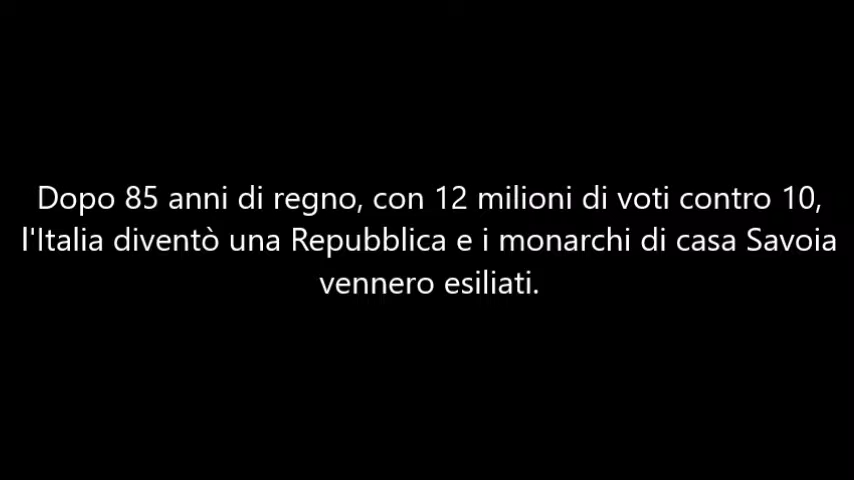 Dopo 85 anni di regno, con 12 milioni di voti contro 10,
l'Italia diventò una Repubblica e i monarchi di casa Savoia
vennero esiliati.